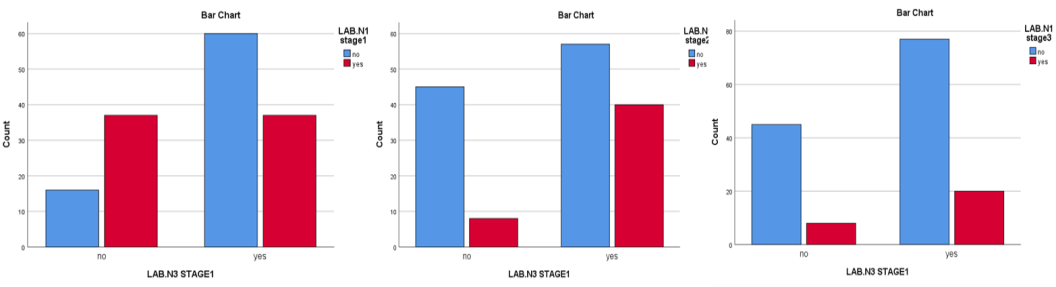 Bar Chart
LAB.N1
stage1
no
yes
60
50
40
30
20
10
0
Count
no
yes
LAB.N3 STAGE1
Bar Chart
LAB.N
stage2
no
yes
60
50
40
30
20
10
0
Count
no
yes
LAB.N3 STAGE1
Bar Chart
LAB.N1
stage3
no
yes
80
60
40
20
0
Count
no
yes
LAB.N3 STAGE1